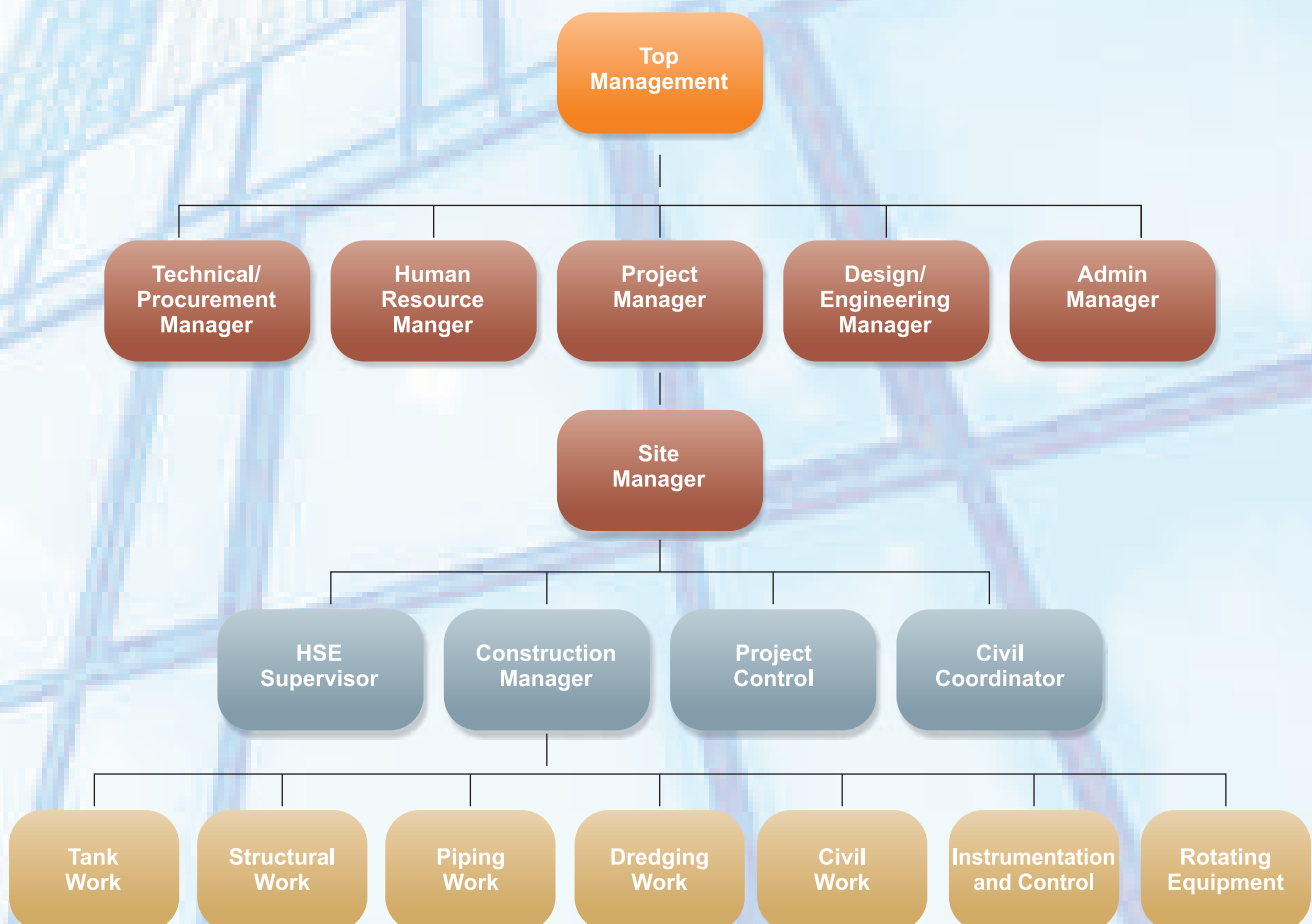 Top
Management
Technical/
Procurement
Manager
Human
Resource
Manger
Project
Manager
Design/
Engineering
Manager
Admin
Manager
Site
Manager
HSE
Supervisor
Construction
Manager
Project
Control
Civil
Coordinator
Tank
Work
Structural
Work
Piping
Work
Dredging
Work
Civil
Work
Instrumentation
and Control
Rotating
Equipment